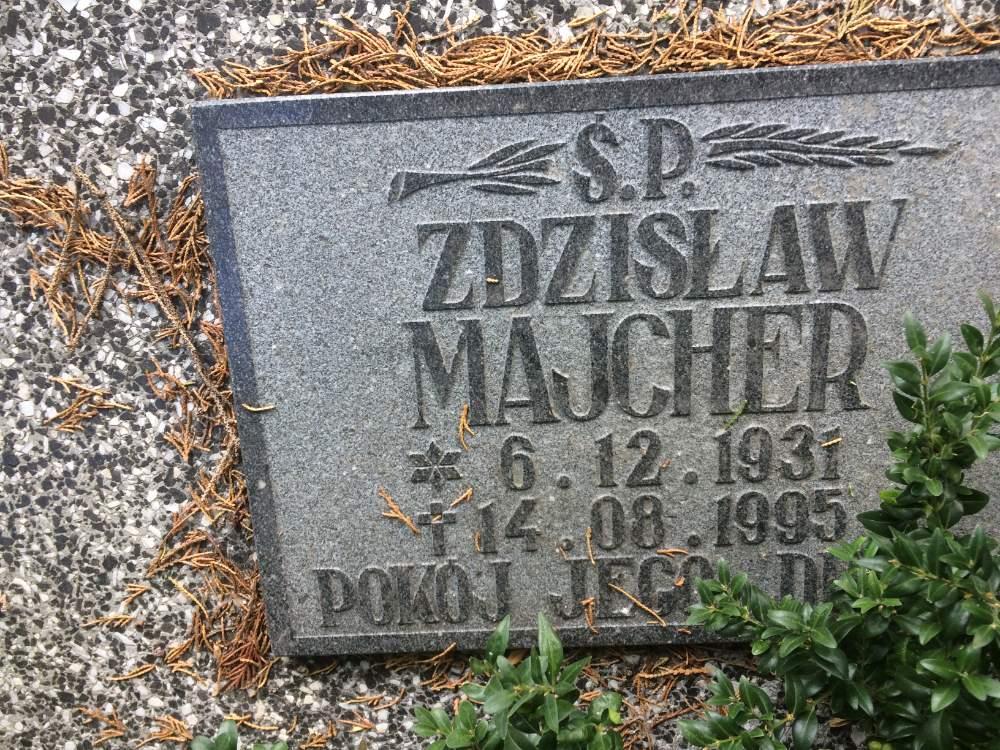 Ś.P.
ZDZISŁAW
MAJCHER
6.12.1931
14.08.1995
POKÓJ JEGO